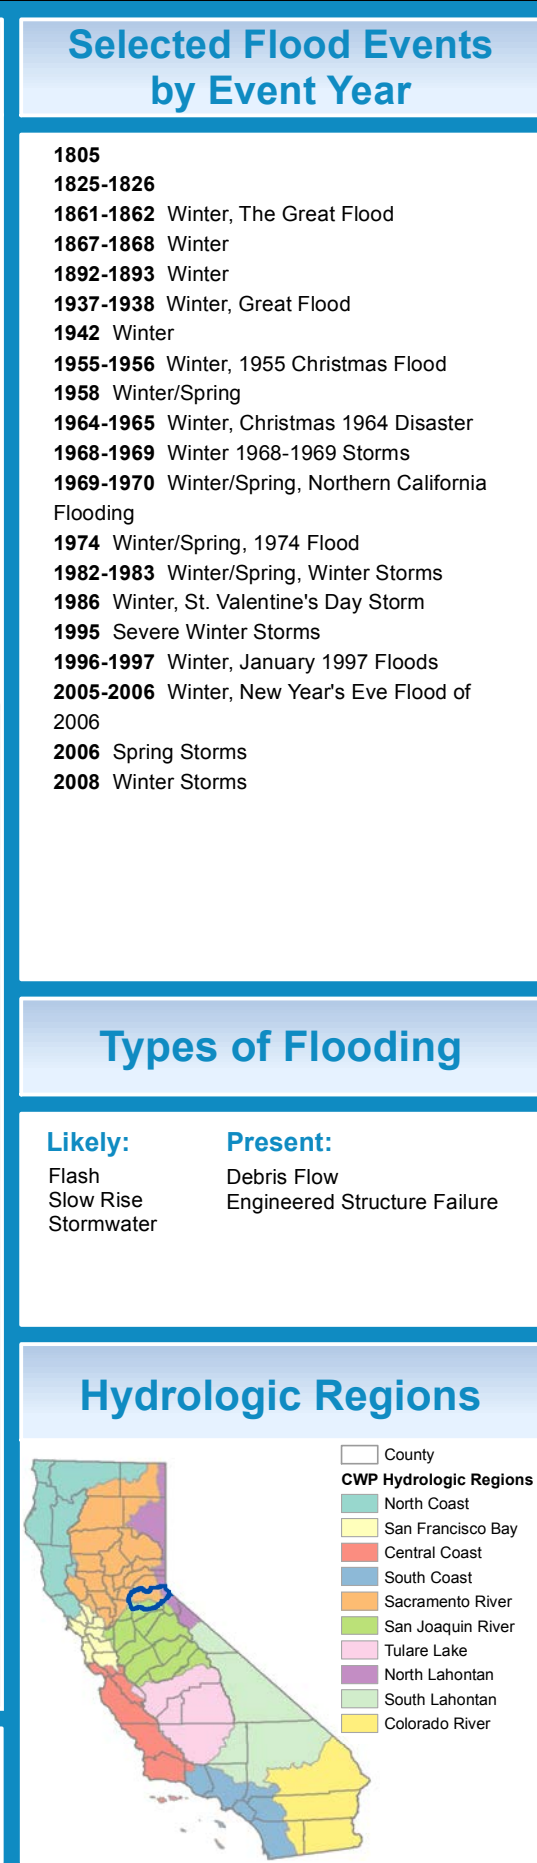 Selected Flood Events
by Event Year
1805
1825-1826
1861-1862 Winter, The Great Flood
1867-1868 Winter
1892-1893 Winter
1937-1938 Winter, Great Flood
1942 Winter
1955-1956 Winter, 1955 Christmas Flood
1958 Winter/Spring
1964-1965 Winter, Christmas 1964 Disaster
1968-1969 Winter 1968-1969 Storms
1969-1970 Winter/Spring, Northern California
Flooding
1974 Winter/Spring, 1974 Flood
1982-1983 Winter/Spring, Winter Storms
1986 Winter, St. Valentine's Day Storm
1995 Severe Winter Storms
1996-1997 Winter, January 1997 Floods
2005-2006 Winter, New Year's Eve Flood of
2006
2006 Spring Storms
2008 Winter Storms
Types of Flooding
Likely:
Flash
Slow Rise
Stormwater
Present:
Debris Flow
Engineered Structure Failure
Hydrologic Regions
County
CWP Hydrologic Regions
North Coast
San Francisco Bay
Central Coast
South Coast
Sacramento River
San Joaquin River
Tulare Lake
North Lahontan
South Lahontan
Colorado River